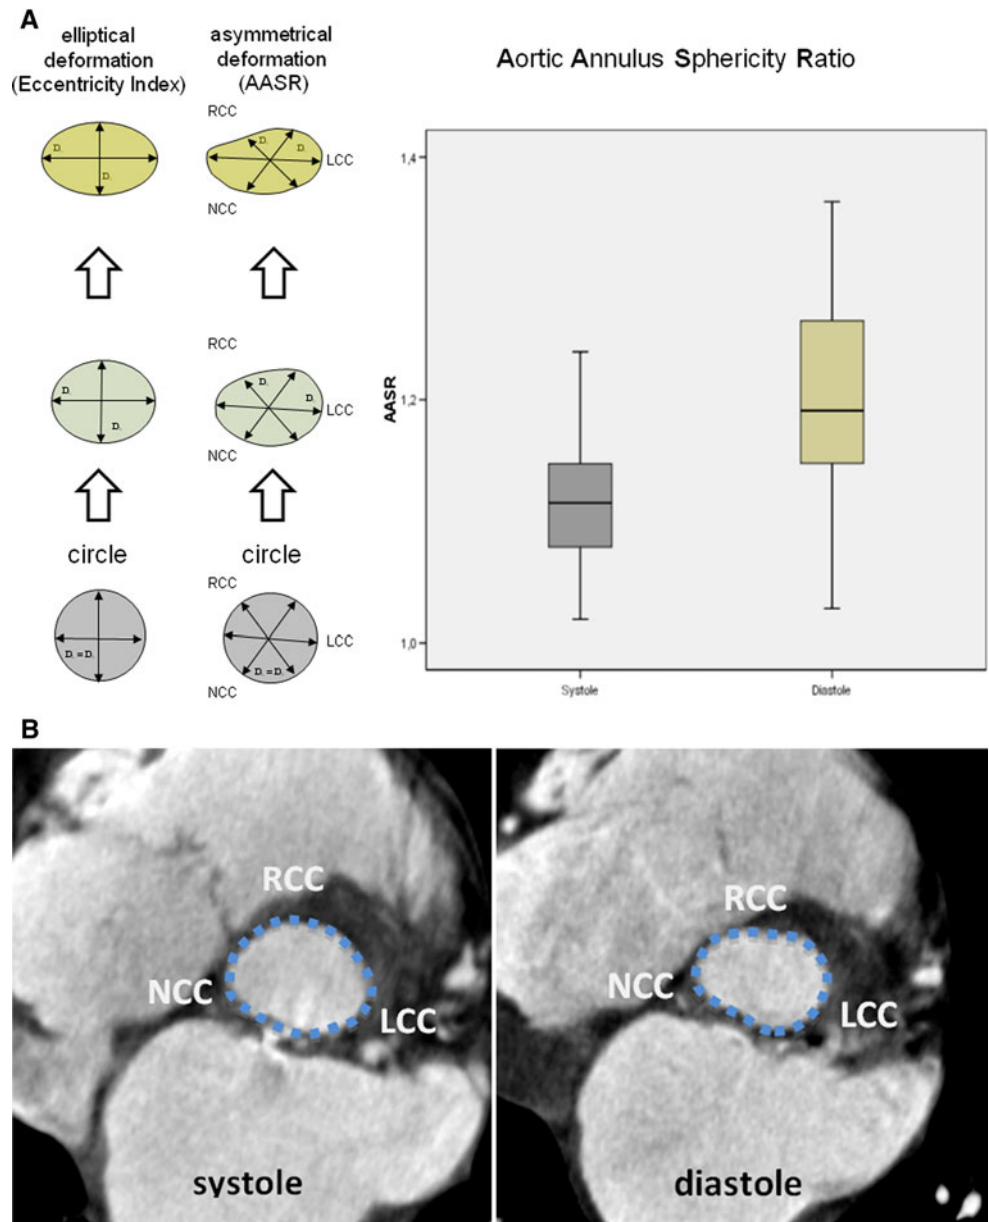 A
elliptical
deformation
(Eccentricity Index)
asymmetrical
deformation
(AASR)
RCC
D.
D.
D.
D.
LCC
NCC
RCC
D.
D.
D.
D.
LCC
NCC
circle
circle
RCC
D. = D.
D. = D.
LCC
NCC
Aortic Annulus Sphericity Ratio
1,4
1,2
1,0
AASR
Systole
Diastole
B
RCC
NCC
LCC
systole
RCC
NCC
LCC
diastole